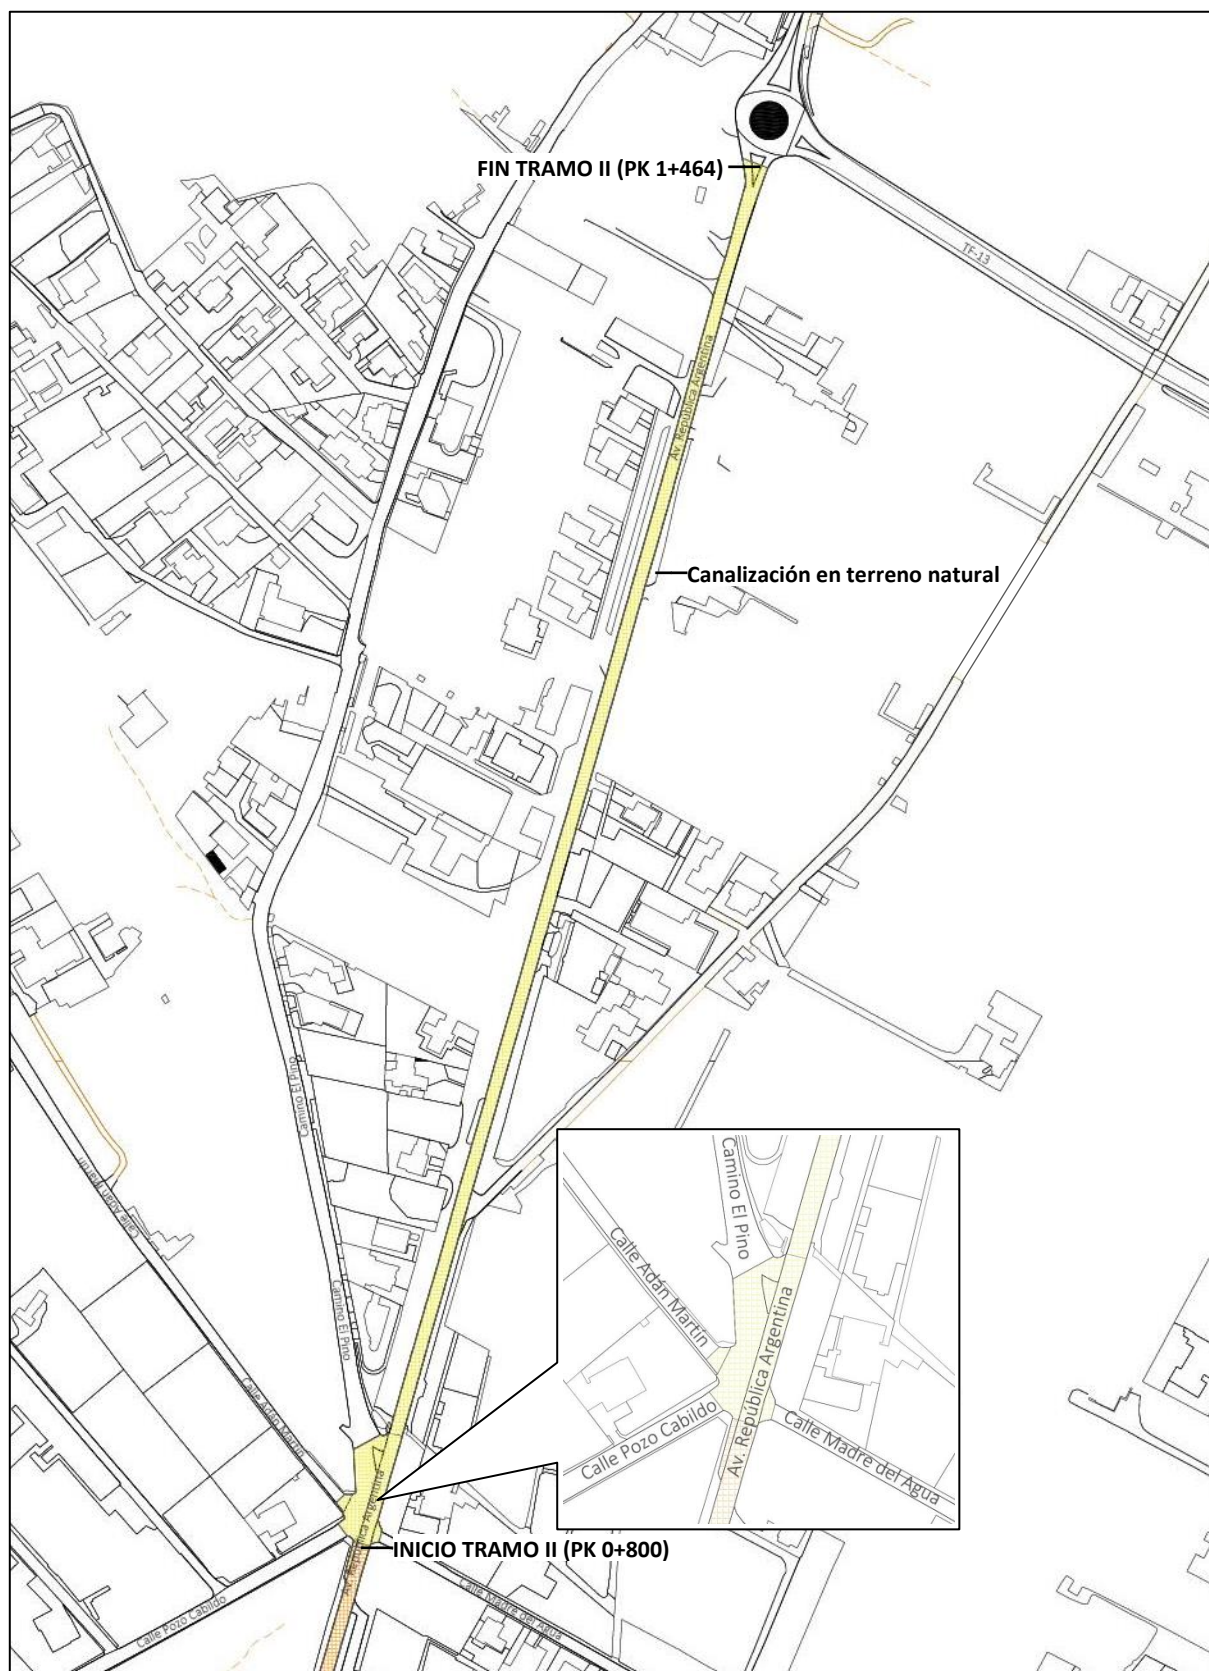 FIN TRAMO II (PK 1+464)
TF-13
Av. República Argentina
Canalización en terreno natural
Camino El Pino
Calle Adán Martín
Camino El Pino
Calle Adán Martín
Av. República Argentina
INICIO TRAMO II (PK 0+800)
Calle Pozo Cabildo
Calle Madre del Agua
Camino El Pino
Calle Adán Martín
Av. República Argentina
Calle Pozo Cabildo
Calle Madre del Agua